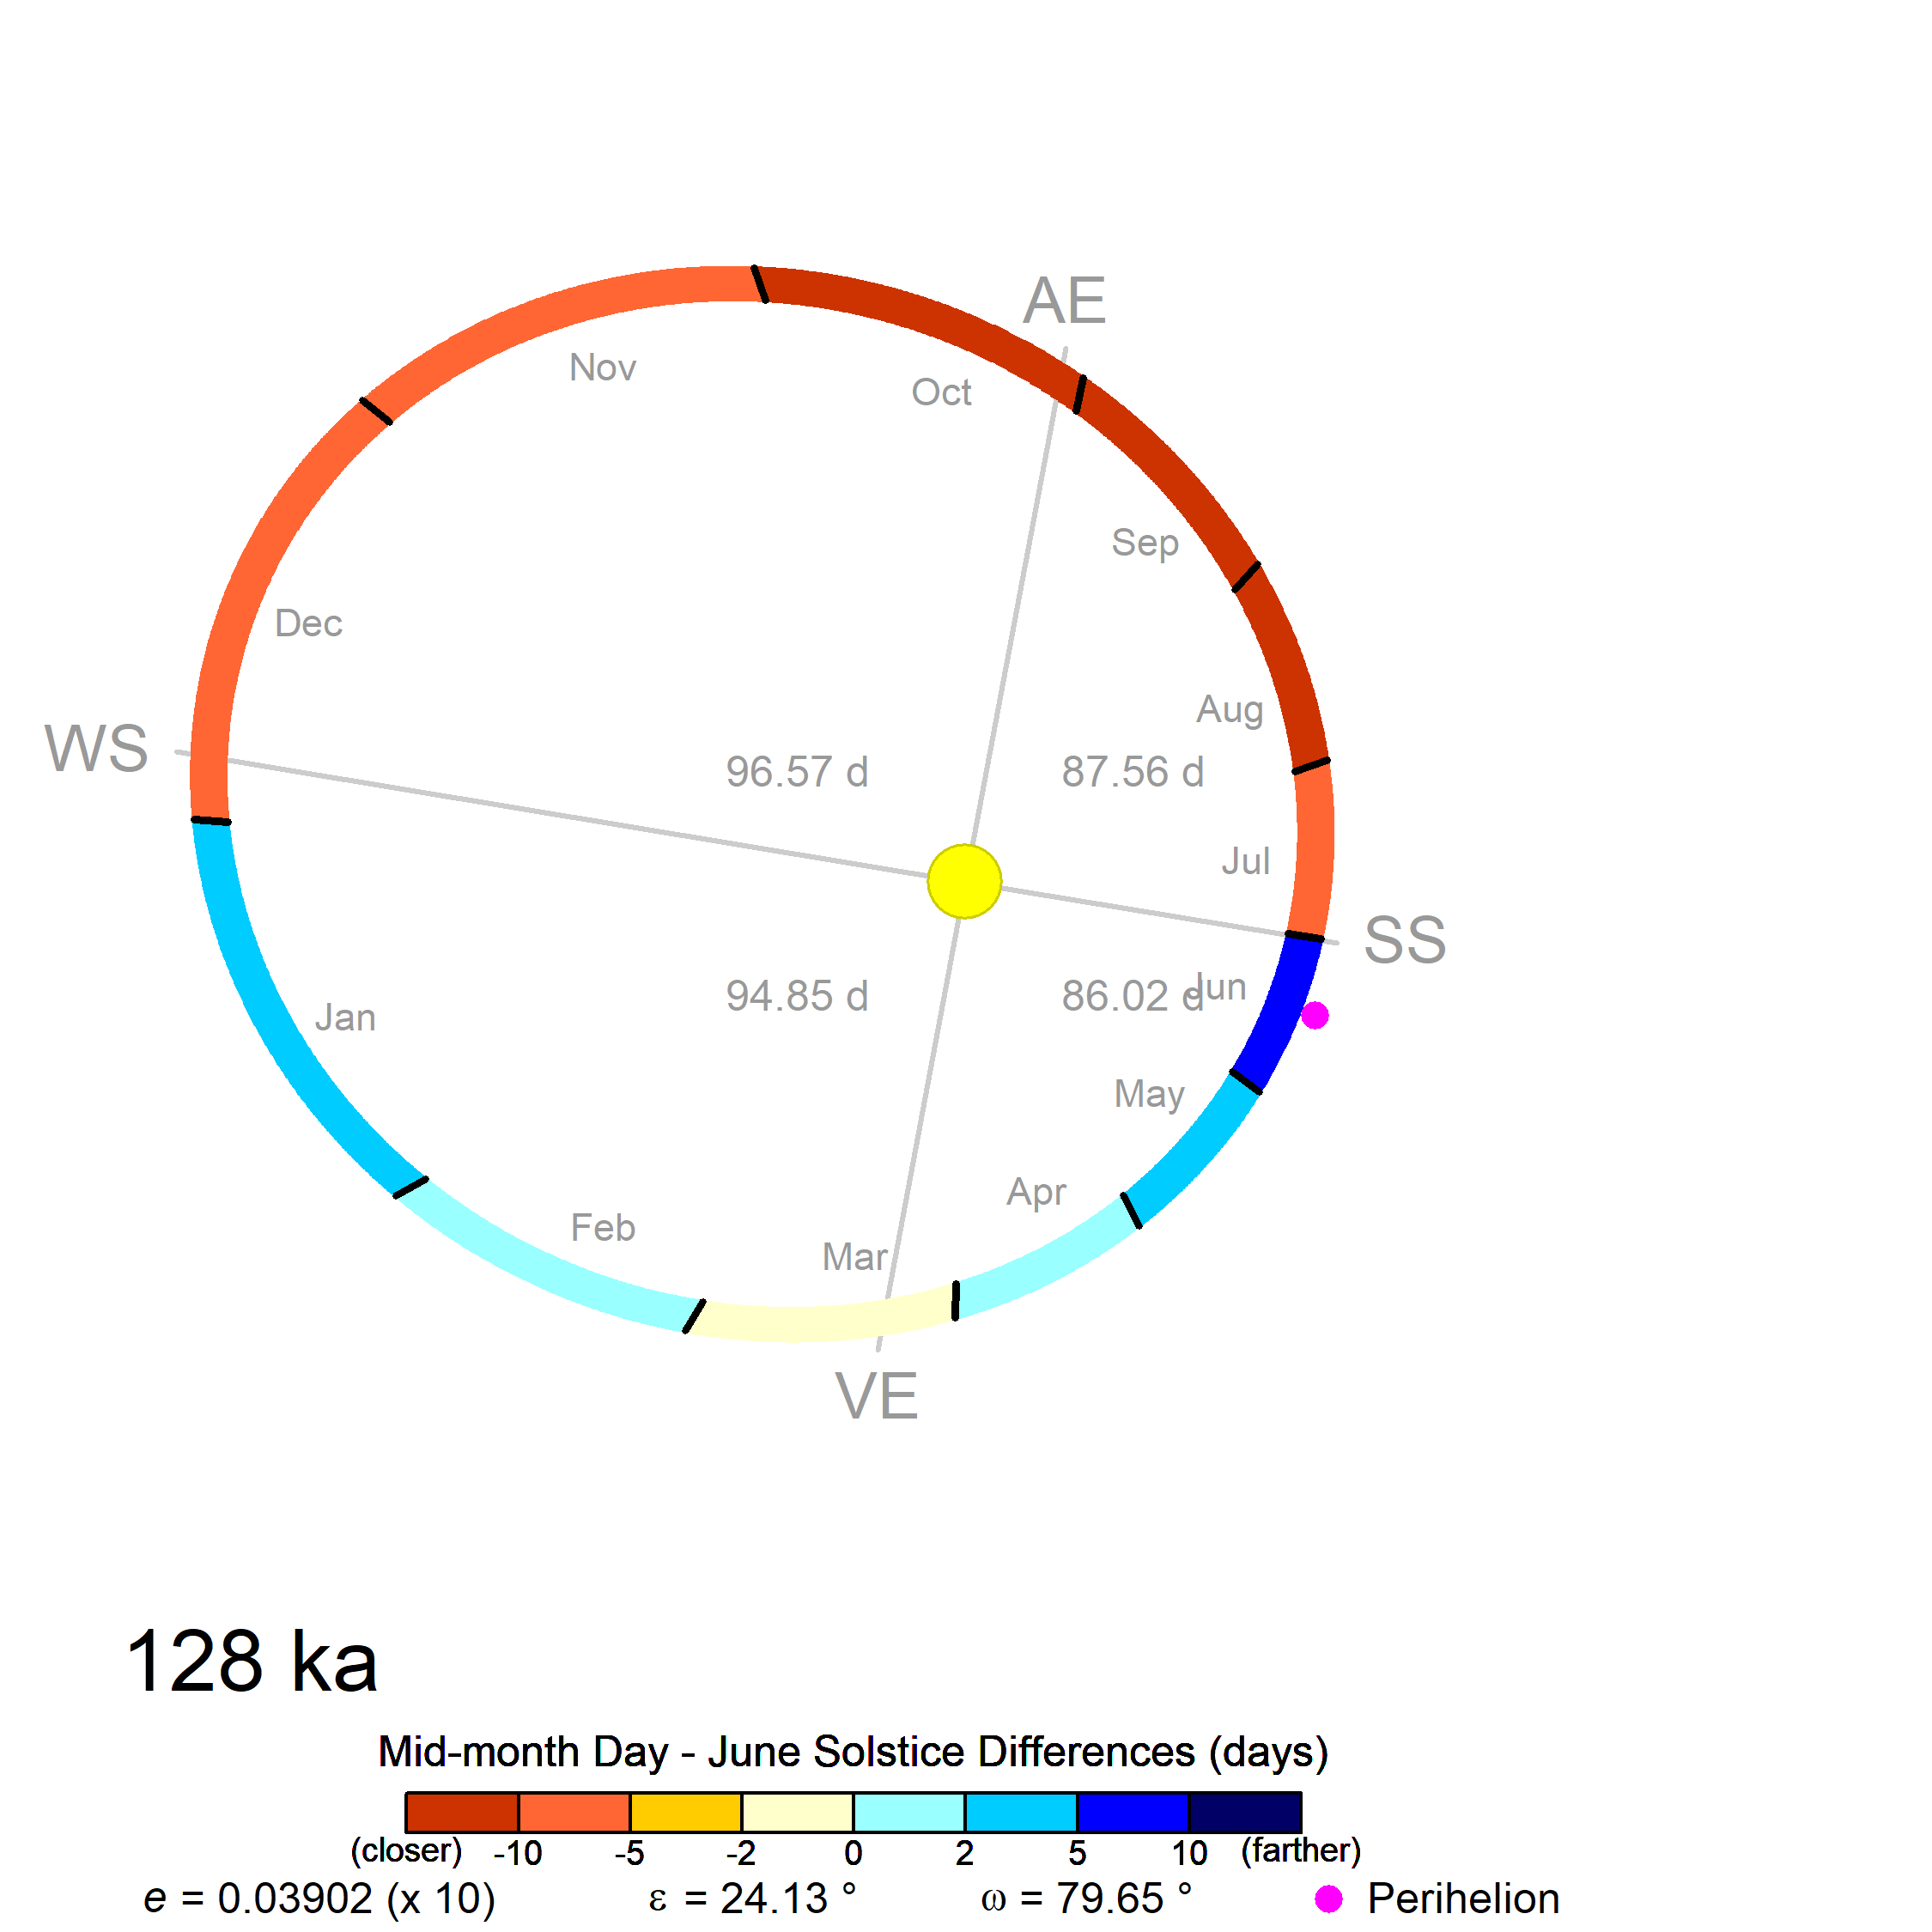 AE
Nov
Oct
Sep
Dec
Aug
WS
96.57 d
87.56 d
Jul
SS
94.85 d
86.02 d
Jun
Jan
May
Apr
Feb
Mar
VE
128 ka
Mid-month Day - June Solstice Differences (days)
(closer) -10 -5 -2 0 2 5 10 (farther)
e = 0.03902 (x 10) ε = 24.13 ° ω = 79.65 ° Perihelion